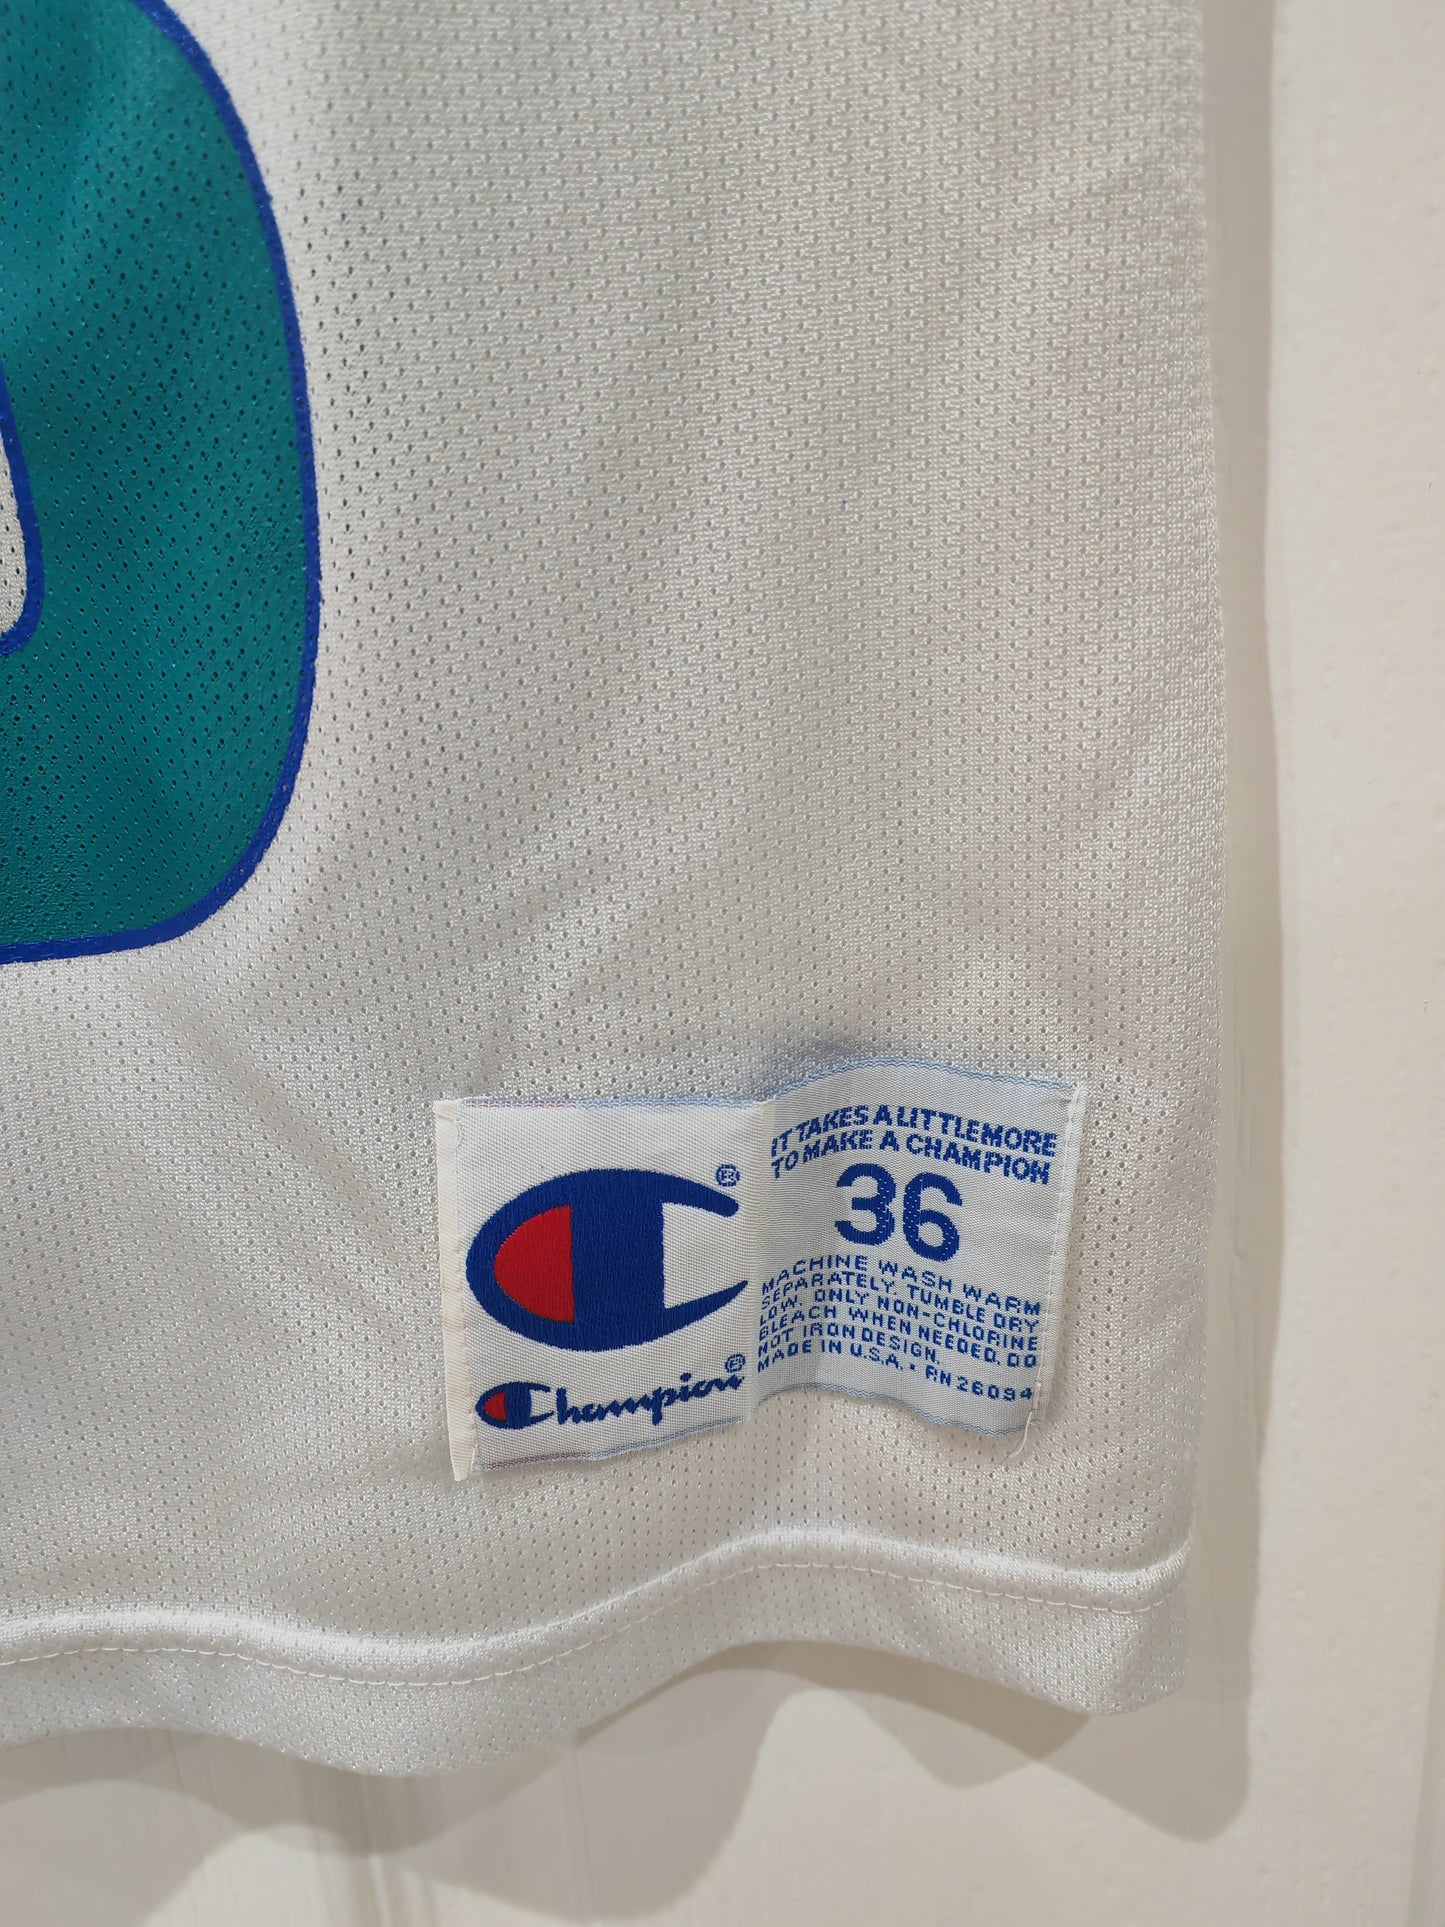 ®
Champion®
IT TAKES A LITTLE MORE
TO MAKE A CHAMPION
36
MACHINE WASH WARM
SEPARATELY. TUMBLE DRY
LOW. ONLY NON-CHLORINE
BLEACH WHEN NEEDED. DO
NOT IRON DESIGN.
MADE IN U.S.A. • RN 26094